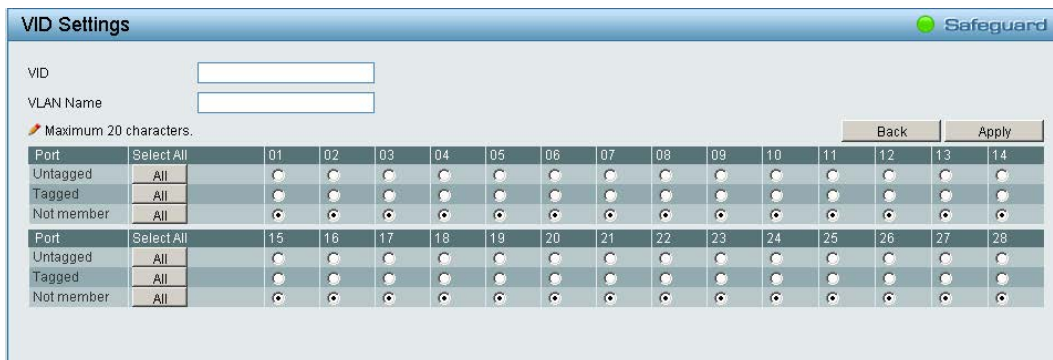 VID Settings Safeguard
VID
VLAN Name
Maximum 20 characters.
Back Apply
Port Select All 01 02 03 04 05 06 07 08 09 10 11 12 13 14
Untagged All
Tagged All
Not member All
Port Select All 15 16 17 18 19 20 21 22 23 24 25 26 27 28
Untagged All
Tagged All
Not member All